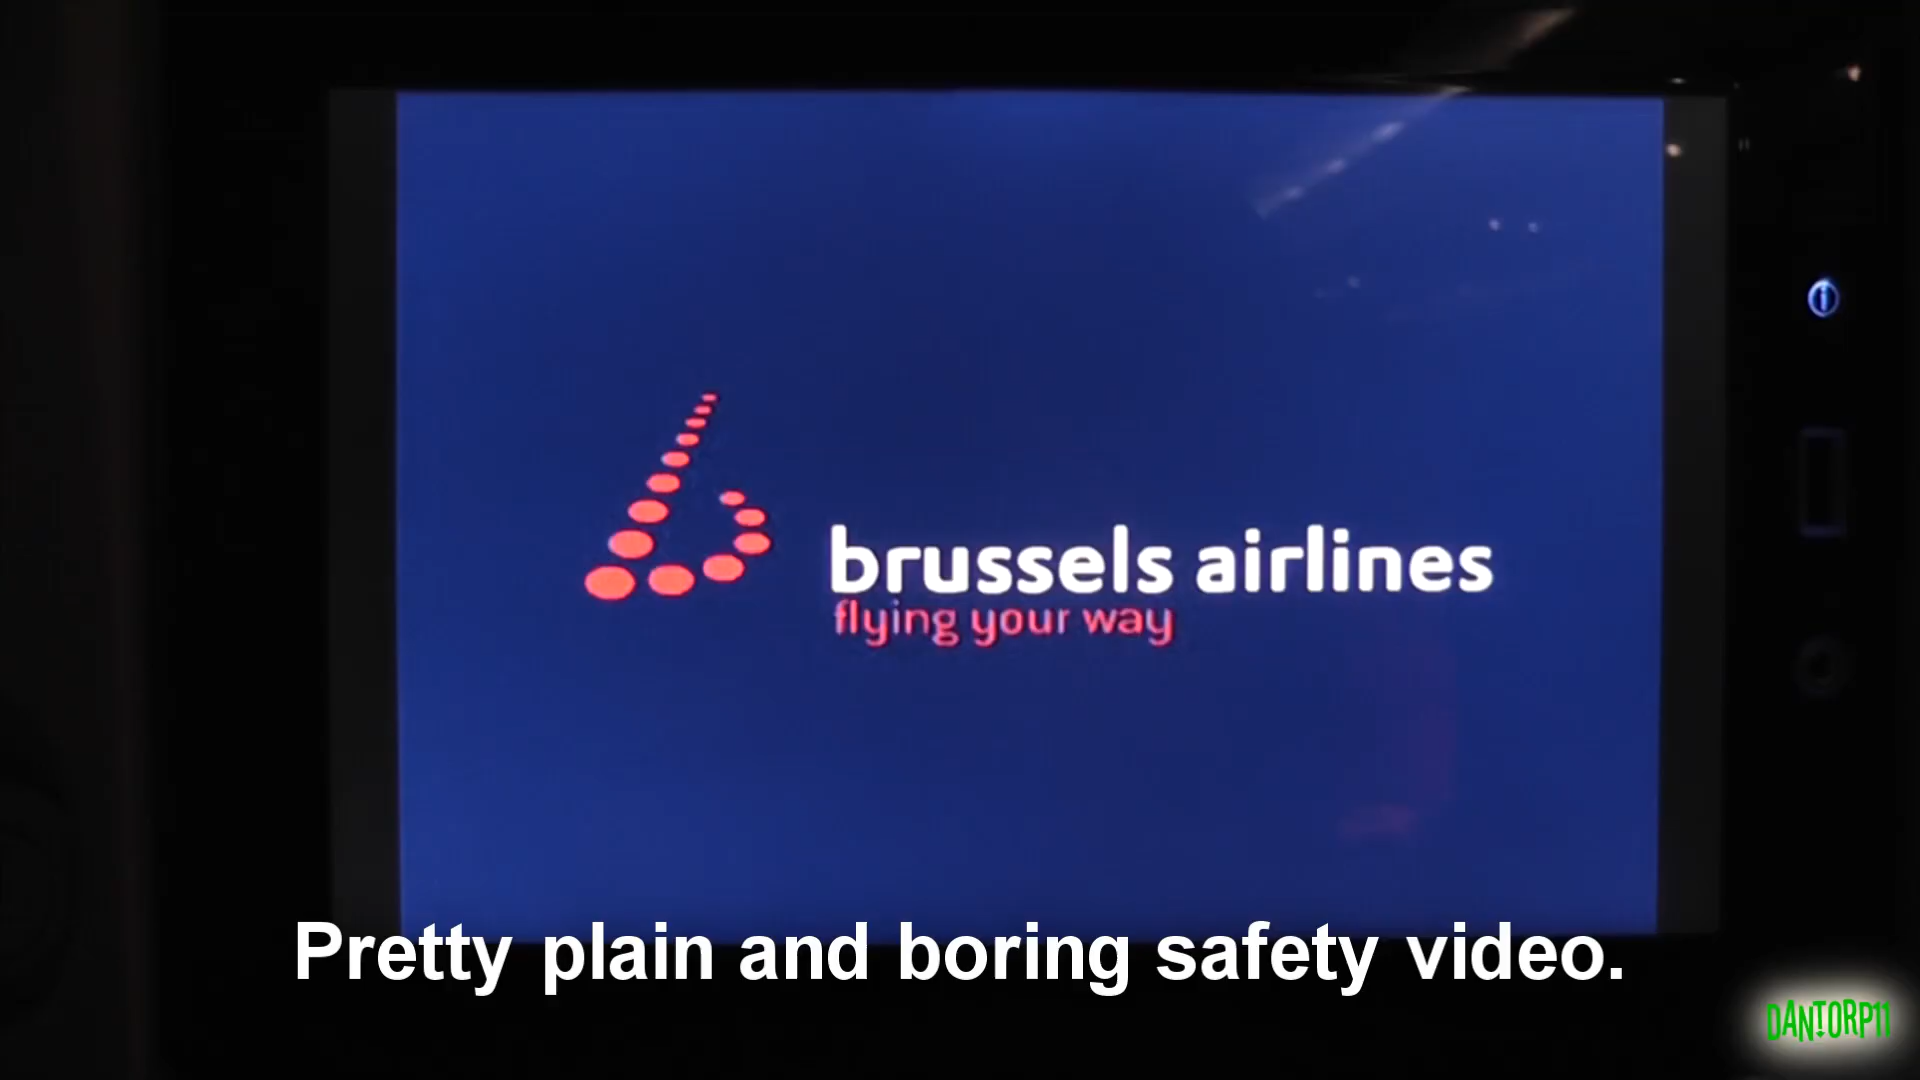 brussels airlines
flying your way
Pretty plain and boring safety video.
DANTORP11